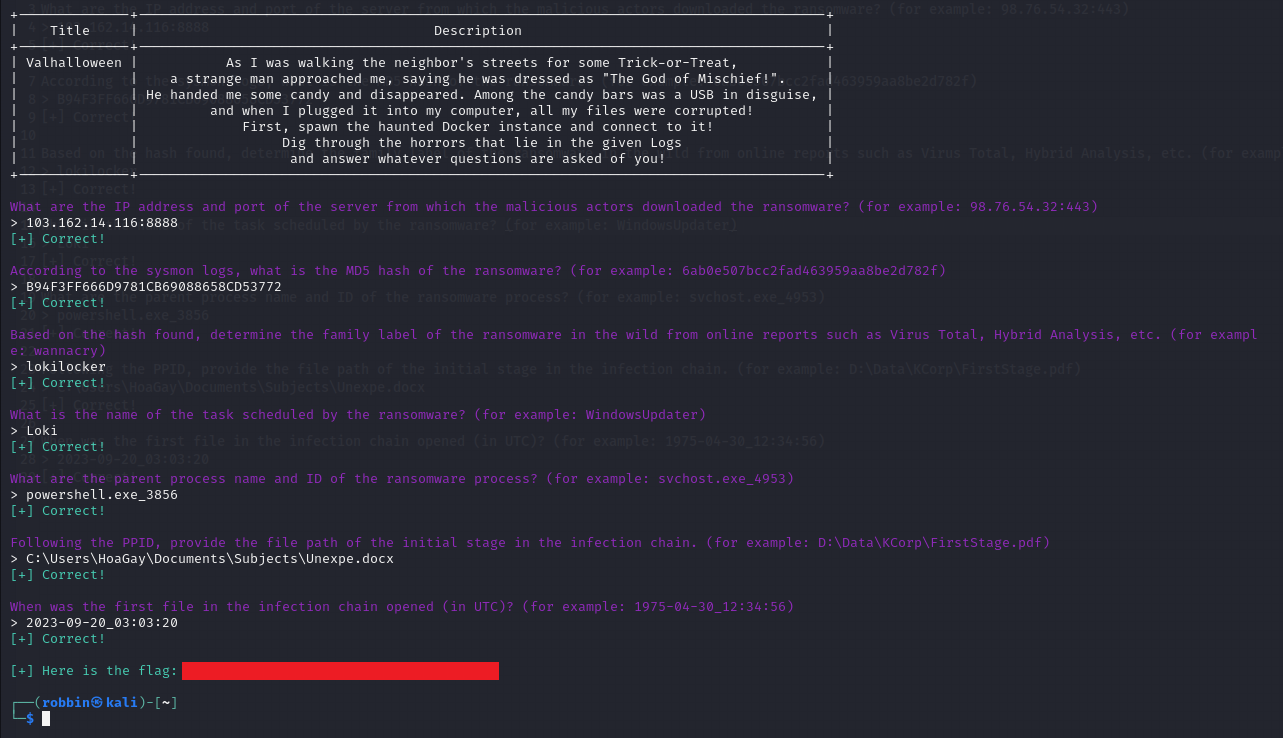 +--------------+--------------------------------------------------------------------------------------+
| Title | Description |
+--------------+--------------------------------------------------------------------------------------+
| Valhalloween | As I was walking the neighbor's streets for some Trick-or-Treat, |
| | a strange man approached me, saying he was dressed as "The God of Mischief!". |
| | He handed me some candy and disappeared. Among the candy bars was a USB in disguise, |
| | and when I plugged it into my computer, all my files were corrupted! |
| | First, spawn the haunted Docker instance and connect to it! |
| | Dig through the horrors that lie in the given Logs |
| | and answer whatever questions are asked of you! |
+--------------+--------------------------------------------------------------------------------------+
What are the IP address and port of the server from which the malicious actors downloaded the ransomware? (for example: 98.76.54.32:443)
> 103.162.14.116:8888
[+] Correct!
According to the sysmon logs, what is the MD5 hash of the ransomware? (for example: 6ab0e507bcc2fad463959aa8be2d782f)
> B94F3FF666D9781CB69088658CD53772
[+] Correct!
Based on the hash found, determine the family label of the ransomware in the wild from online reports such as Virus Total, Hybrid Analysis, etc. (for exampl
e: wannacry)
> lokilocker
[+] Correct!
What is the name of the task scheduled by the ransomware? (for example: WindowsUpdater)
> Loki
[+] Correct!
What are the parent process name and ID of the ransomware process? (for example: svchost.exe_4953)
> powershell.exe_3856
[+] Correct!
Following the PPID, provide the file path of the initial stage in the infection chain. (for example: D:\Data\KCorp\FirstStage.pdf)
> C:\Users\HoaGay\Documents\Subjects\Unexpe.docx
[+] Correct!
When was the first file in the infection chain opened (in UTC)? (for example: 1975-04-30_12:34:56)
> 2023-09-20_03:03:20
[+] Correct!
[+] Here is the flag:
┌──(robbin㉿kali)-[~]
└─$